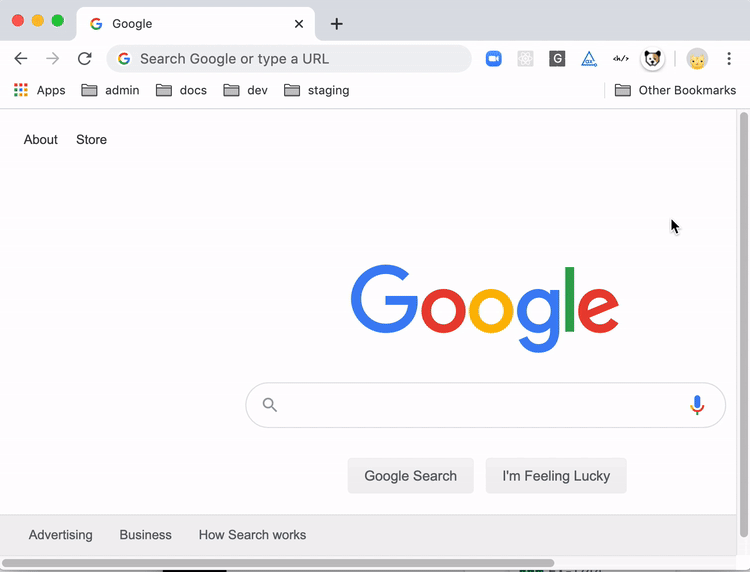 Google
Search Google or type a URL
G
Apps admin docs dev staging Other Bookmarks
About Store
Google
Google Search I'm Feeling Lucky
Advertising Business How Search works